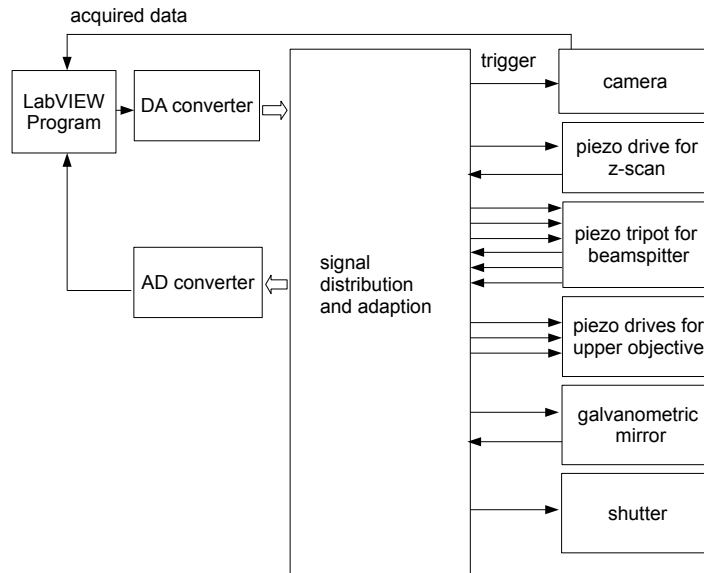 acquired data
trigger
LabVIEW
Program
DA converter
camera
piezo drive for
z-scan
piezo tripot for
beamspitter
AD converter
signal
distribution
and adaption
piezo drives for
upper objective
galvanometric
mirror
shutter